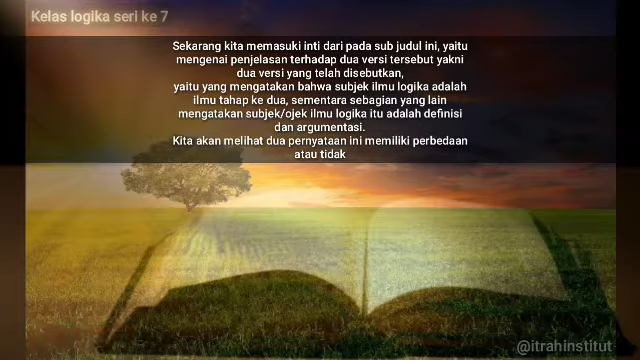 Kelas logika seri ke 7
Sekarang kita memasuki inti dari pada sub judul ini, yaitu
mengenai penjelasan terhadap dua versi tersebut yakni
dua versi yang telah disebutkan,
yaitu yang mengatakan bahwa subjek ilmu logika adalah
ilmu tahap ke dua, sementara sebagian yang lain
mengatakan subjek/ojek ilmu logika itu adalah definisi
dan argumentasi.
Kita akan melihat dua pernyataan ini memiliki perbedaan
atau tidak
@itrahinstitut